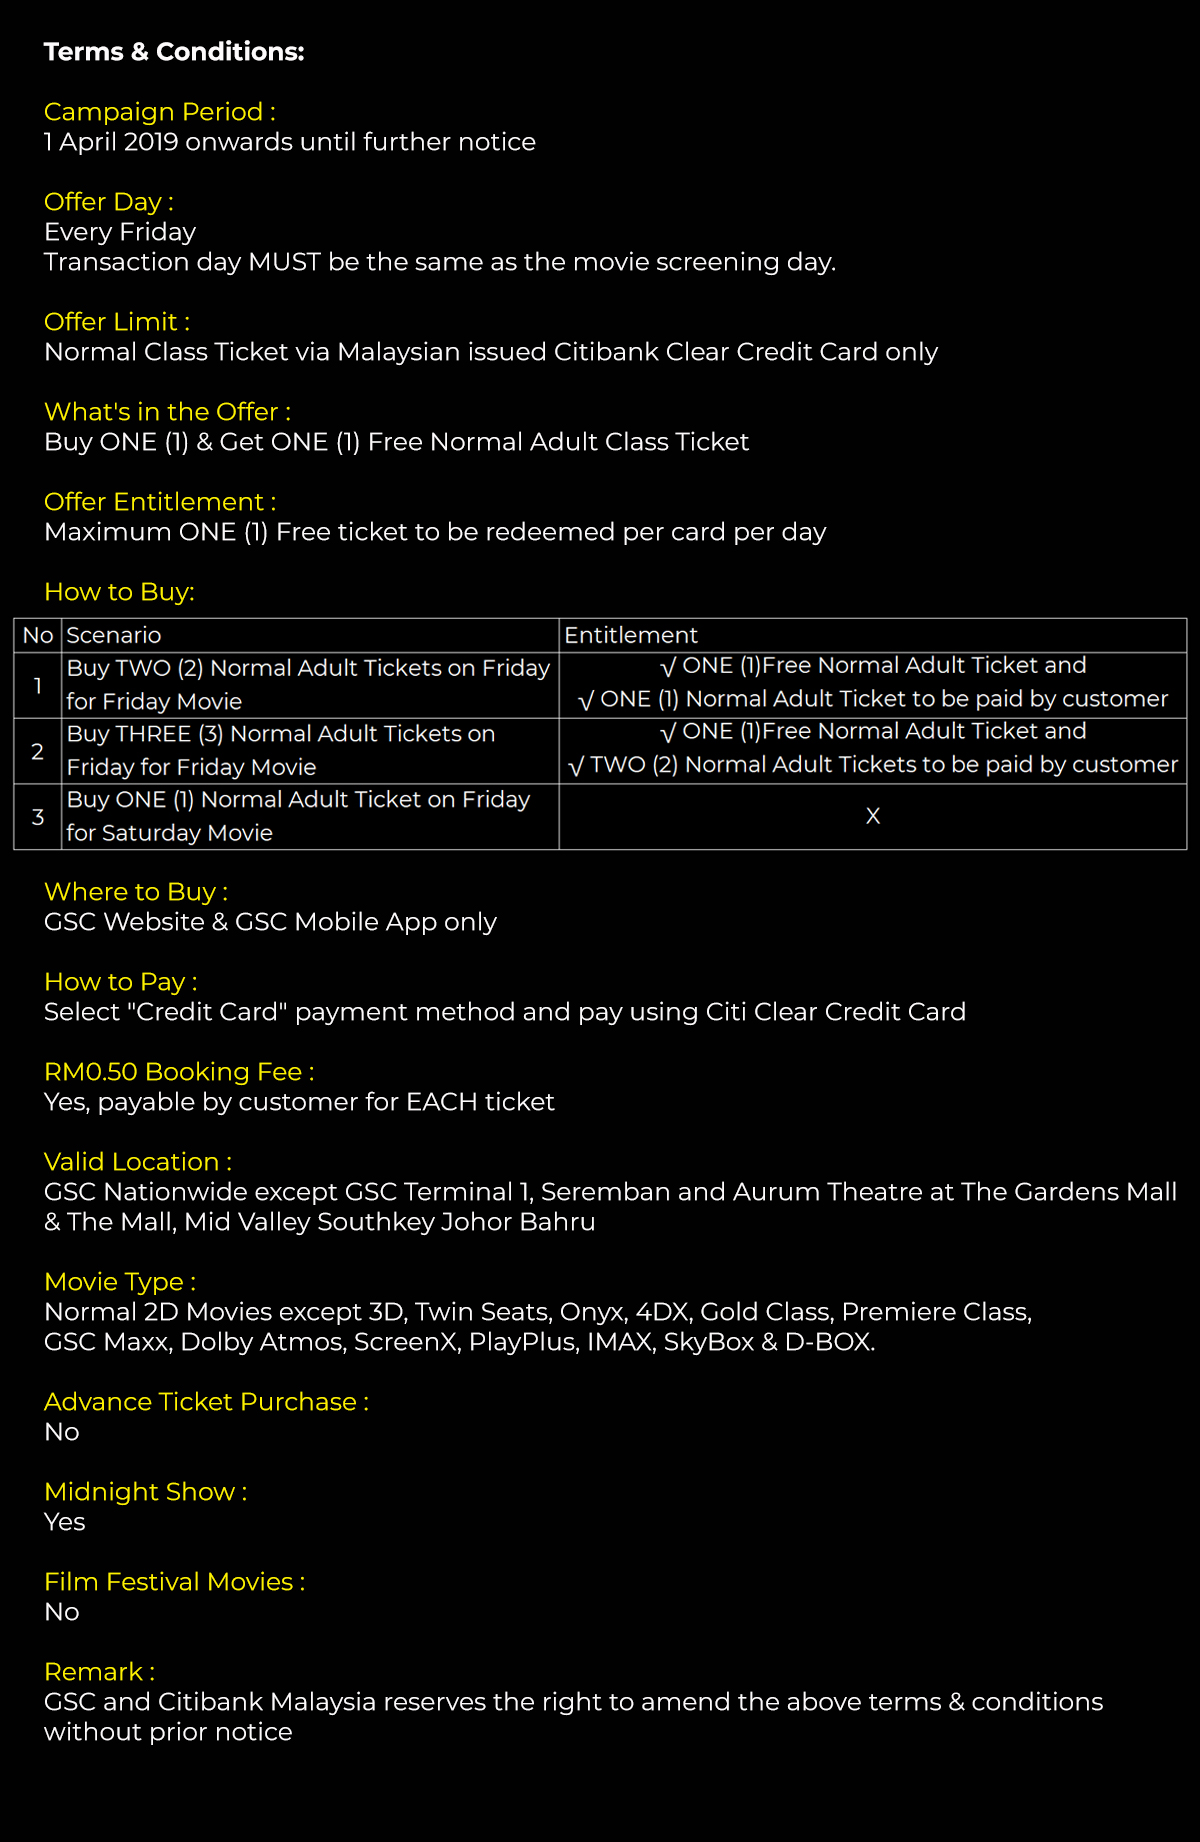 Terms & Conditions:
Campaign Period :
1 April 2019 onwards until further notice
Offer Day :
Every Friday
Transaction day MUST be the same as the movie screening day.
Offer Limit :
Normal Class Ticket via Malaysian issued Citibank Clear Credit Card only
What's in the Offer :
Buy ONE (1) & Get ONE (1) Free Normal Adult Class Ticket
Offer Entitlement :
Maximum ONE (1) Free ticket to be redeemed per card per day
How to Buy:
No Scenario Entitlement
1
Buy TWO (2) Normal Adult Tickets on Friday
for Friday Movie
√ ONE (1)Free Normal Adult Ticket and
√ ONE (1) Normal Adult Ticket to be paid by customer
2
Buy THREE (3) Normal Adult Tickets on
Friday for Friday Movie
√ ONE (1)Free Normal Adult Ticket and
√ TWO (2) Normal Adult Tickets to be paid by customer
3
Buy ONE (1) Normal Adult Ticket on Friday
for Saturday Movie
X
Where to Buy :
GSC Website & GSC Mobile App only
How to Pay :
Select "Credit Card" payment method and pay using Citi Clear Credit Card
RM0.50 Booking Fee :
Yes, payable by customer for EACH ticket
Valid Location :
GSC Nationwide except GSC Terminal 1, Seremban and Aurum Theatre at The Gardens Mall
& The Mall, Mid Valley Southkey Johor Bahru
Movie Type :
Normal 2D Movies except 3D, Twin Seats, Onyx, 4DX, Gold Class, Premiere Class,
GSC Maxx, Dolby Atmos, ScreenX, PlayPlus, IMAX, SkyBox & D-BOX.
Advance Ticket Purchase :
No
Midnight Show :
Yes
Film Festival Movies :
No
Remark :
GSC and Citibank Malaysia reserves the right to amend the above terms & conditions
without prior notice